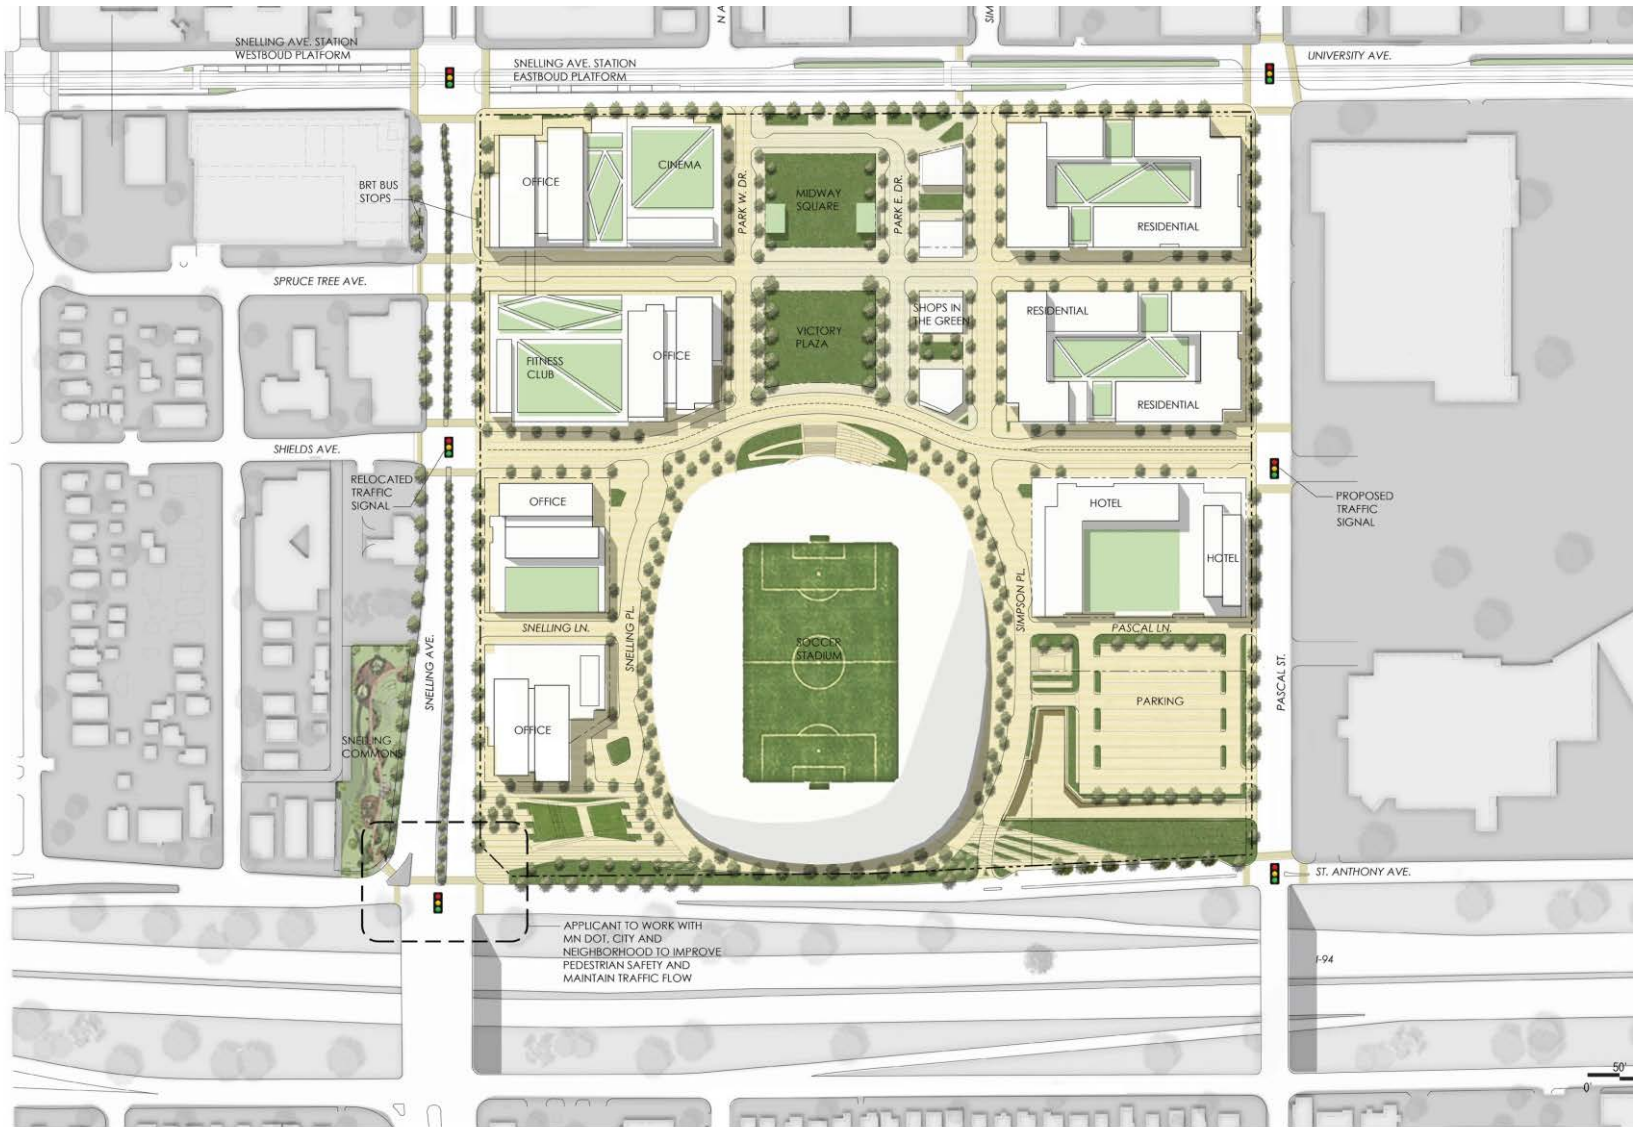 N A
SIM
SNELLING AVE. STATION
WESTBOUD PLATFORM
SNELLING AVE. STATION
EASTBOUD PLATFORM
UNIVERSITY AVE.
BRT BUS
STOPS
OFFICE
CINEMA
PARK W. DR.
MIDWAY
SQUARE
PARK E. DR.
RESIDENTIAL
SPRUCE TREE AVE.
FITNESS
CLUB
OFFICE
VICTORY
PLAZA
SHOPS IN
THE GREEN
RESIDENTIAL
RESIDENTIAL
SHIELDS AVE.
RELOCATED
TRAFFIC
SIGNAL
OFFICE
HOTEL
HOTEL
PROPOSED
TRAFFIC
SIGNAL
SNELLING LN.
SNELLING PL.
SIMPSON PL.
PASCAL LN.
SNELLING AVE.
SOCCER
STADIUM
PASCAL ST.
PARKING
OFFICE
SNELLING
COMMONS
ST. ANTHONY AVE.
APPLICANT TO WORK WITH
MN DOT, CITY AND
NEIGHBORHOOD TO IMPROVE
PEDESTRIAN SAFETY AND
MAINTAIN TRAFFIC FLOW
I-94
50'
0'